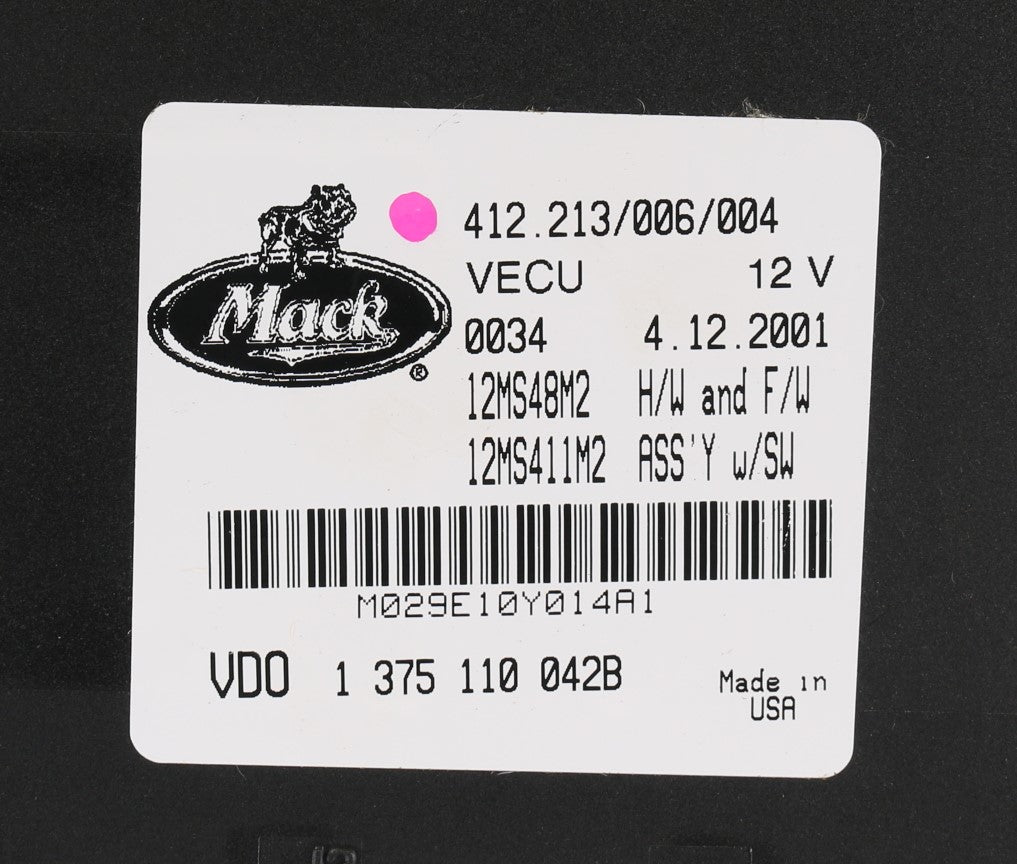 412.213/006/004
Mack ®
VECU 12 V
0034 4.12.2001
12MS48M2 H/W and F/W
12MS411M2 ASS'Y w/SW
M029E10Y014A1
VDO 1 375 110 042B
Made in
USA